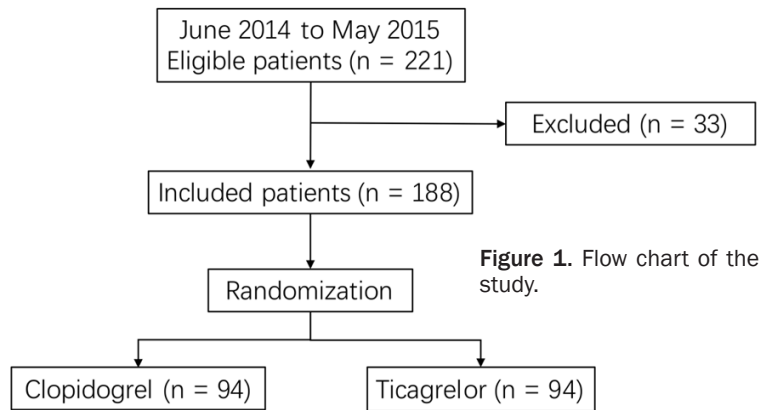 June 2014 to May 2015
Eligible patients (n = 221)
Excluded (n = 33)
Included patients (n = 188)
Figure 1. Flow chart of the
study.
Randomization
Clopidogrel (n = 94)
Ticagrelor (n = 94)